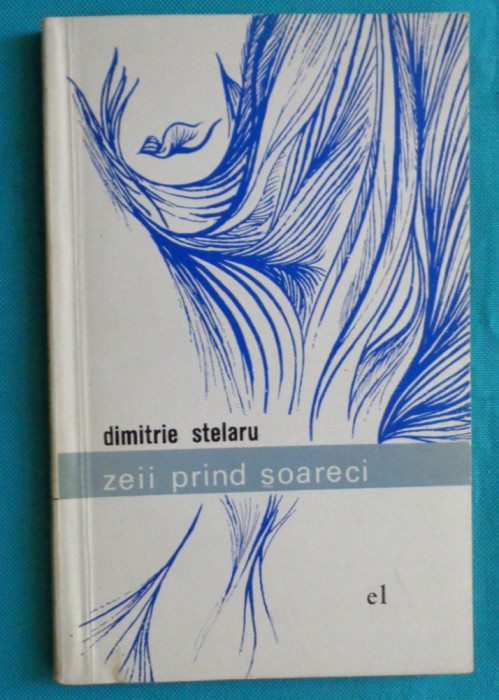 dimitrie stelaru
zeii prind șoareci
el